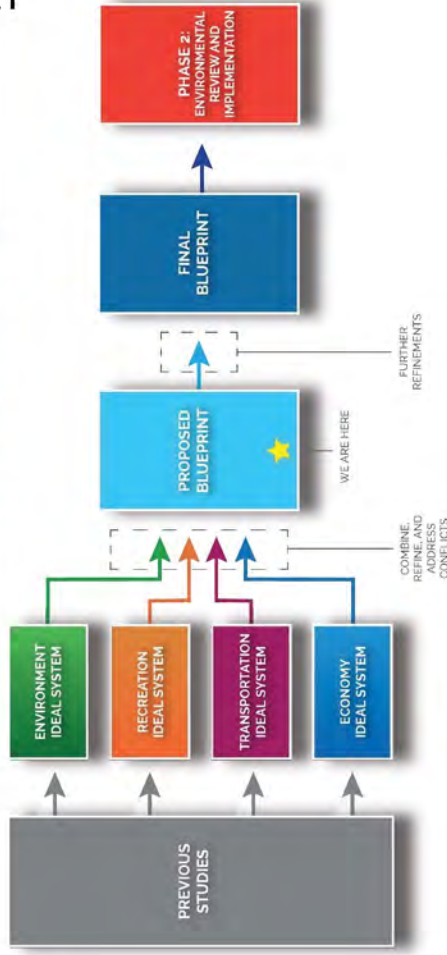 PREVIOUS
STUDIES
ENVIRONMENT
IDEAL SYSTEM
RECREATION
IDEAL SYSTEM
TRANSPORTATION
IDEAL SYSTEM
ECONOMY
IDEAL SYSTEM
COMBINE,
REFINE, AND
ADDRESS
CONFLICTS
PROPOSED
BLUEPRINT
WE ARE HERE
FURTHER
REFINEMENTS
FINAL
BLUEPRINT
PHASE 2:
ENVIRONMENTAL
REVIEW AND
IMPLEMENTATION